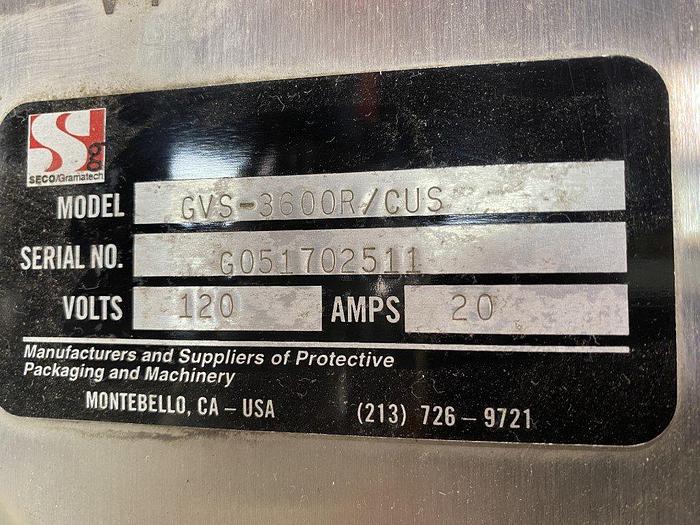 Sg
SECO/Gramatech
MODEL GVS-3600R/CUS
SERIAL NO. G051702511
VOLTS 120 AMPS 20
Manufacturers and Suppliers of Protective
Packaging and Machinery
MONTEBELLO, CA – USA (213) 726 – 9721